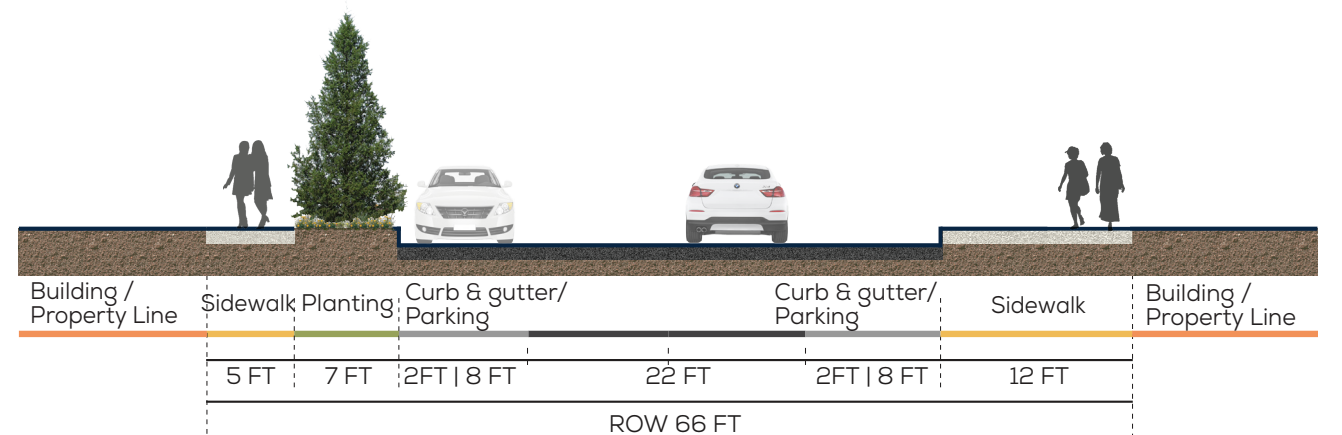 Building /
Property Line
Sidewalk
Planting
Curb & gutter/
Parking
Curb & gutter/
Parking
Sidewalk
Building /
Property Line
5 FT
7 FT
2FT | 8 FT
22 FT
2FT | 8 FT
12 FT
ROW 66 FT